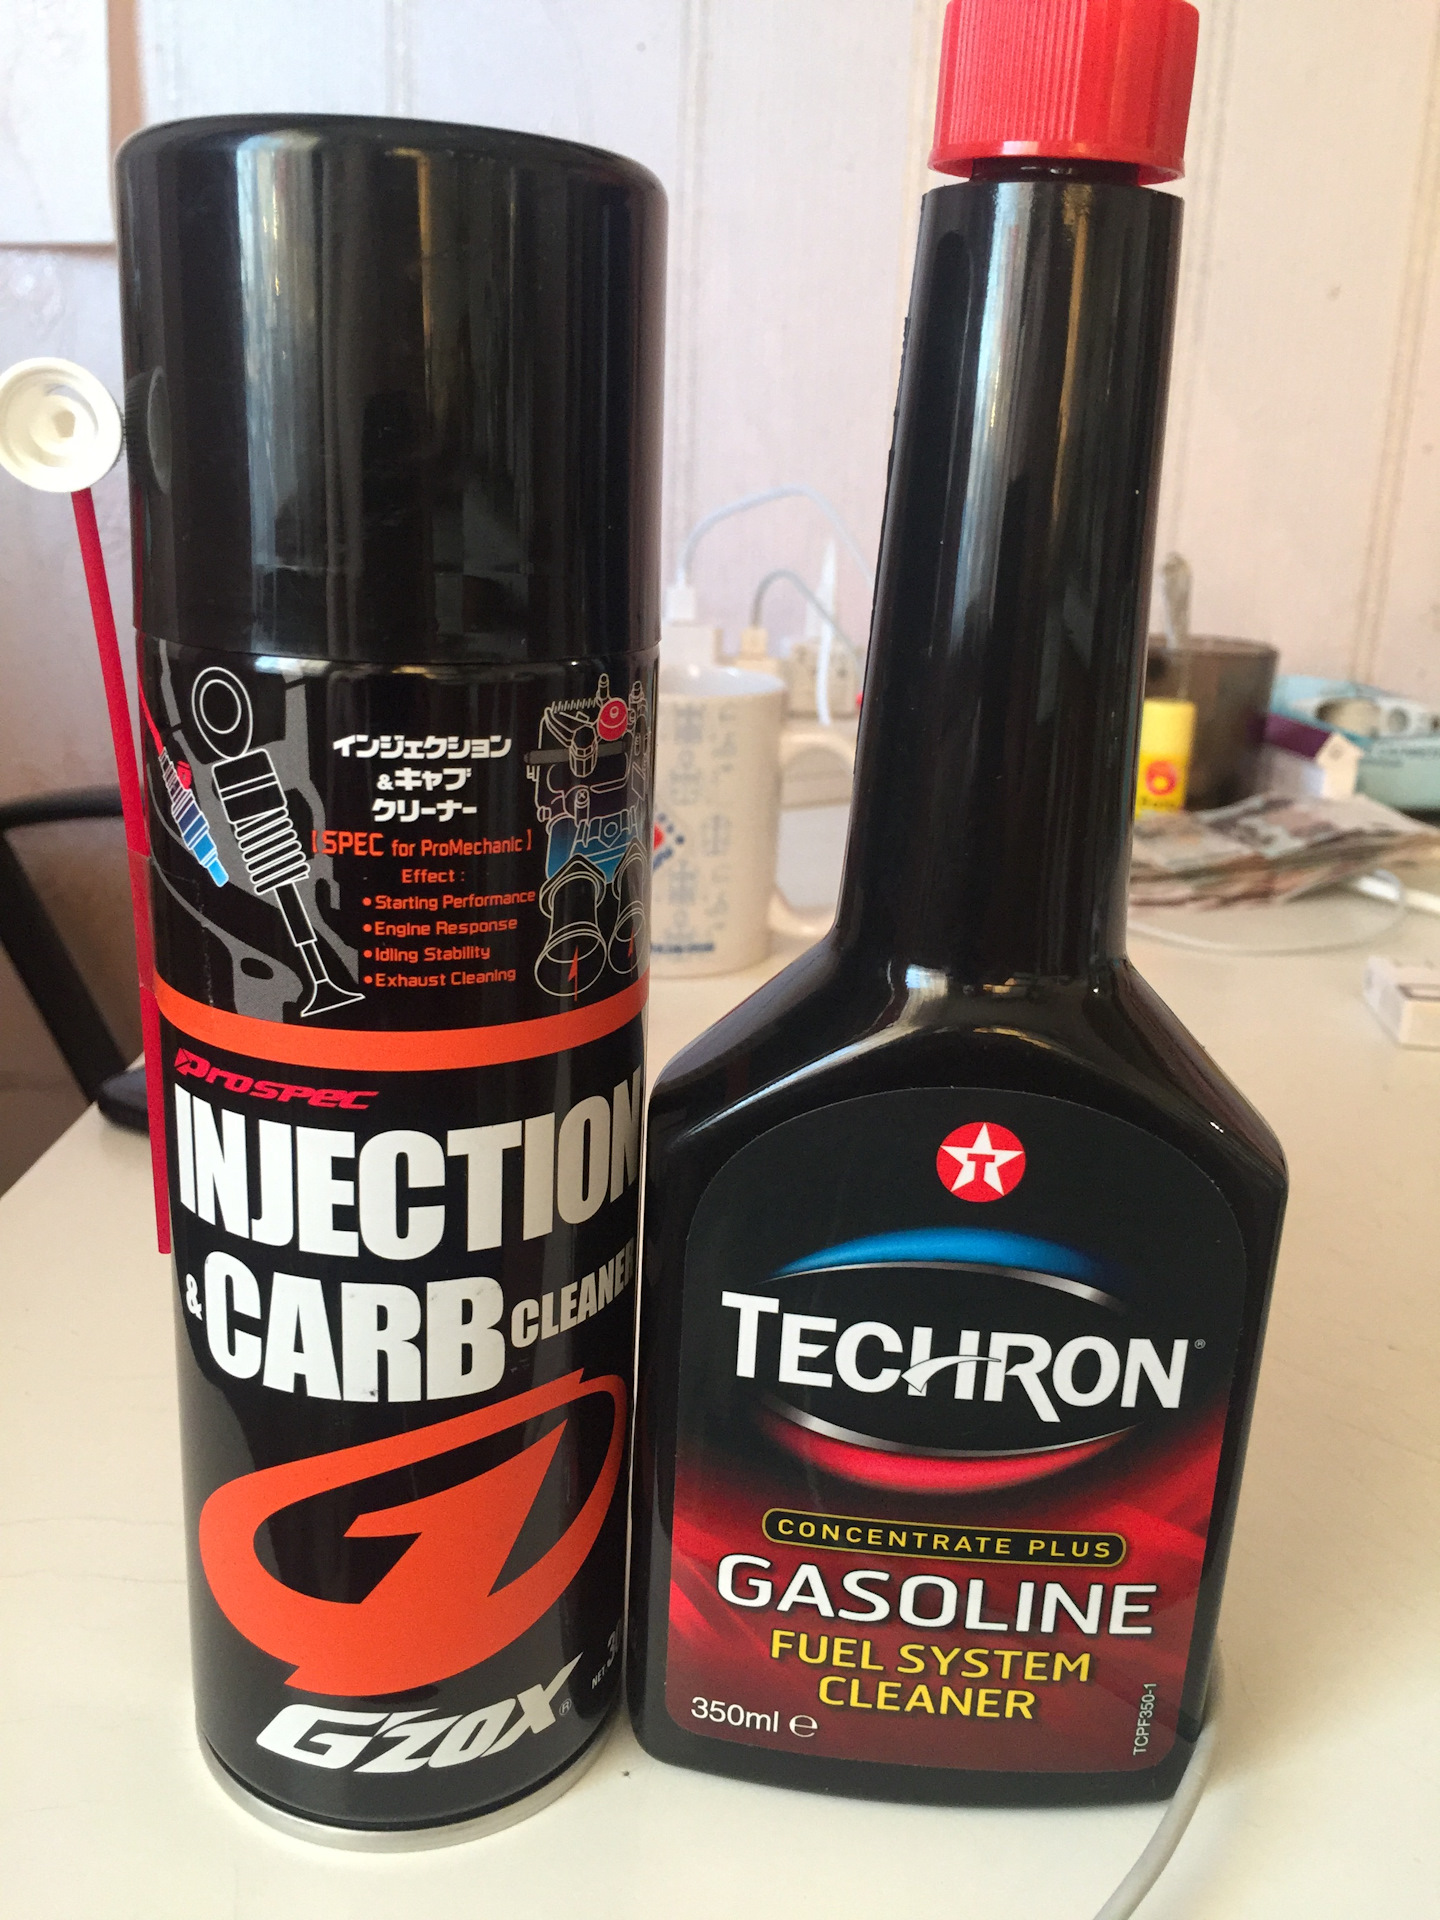 インジェクション
&キャブ
クリーナー
[SPEC for ProMechanic]
Effect :
•Starting Performance
•Engine Response
•Idling Stability
•Exhaust Cleaning
Prospec
INJECTION
&CARB CLEANER
G'ZOX®
NET.
T
TECHRON®
CONCENTRATE PLUS
GASOLINE
FUEL SYSTEM
CLEANER
350ml ℮
TCPF350-1